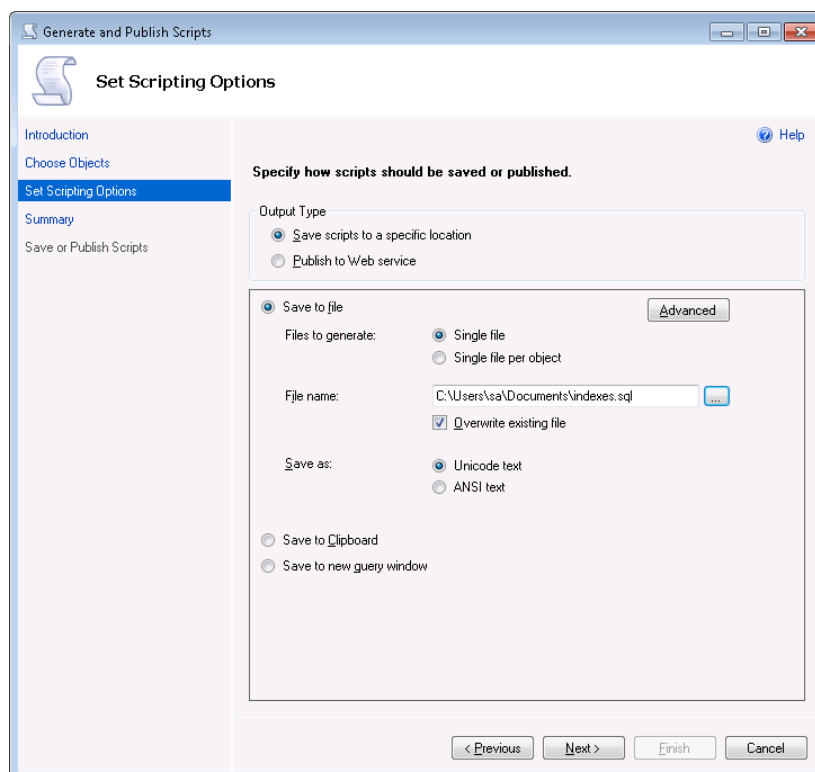 Generate and Publish Scripts
Set Scripting Options
Introduction
Choose Objects
Set Scripting Options
Summary
Save or Publish Scripts
Help
Specify how scripts should be saved or published.
Output Type
Save scripts to a specific location
Publish to Web service
Save to file
Advanced
Files to generate:
Single file
Single file per object
File name:
C:\Users\sa\Documents\indexes.sql
...
Overwrite existing file
Save as:
Unicode text
ANSI text
Save to Clipboard
Save to new query window
< Previous
Next >
Finish
Cancel